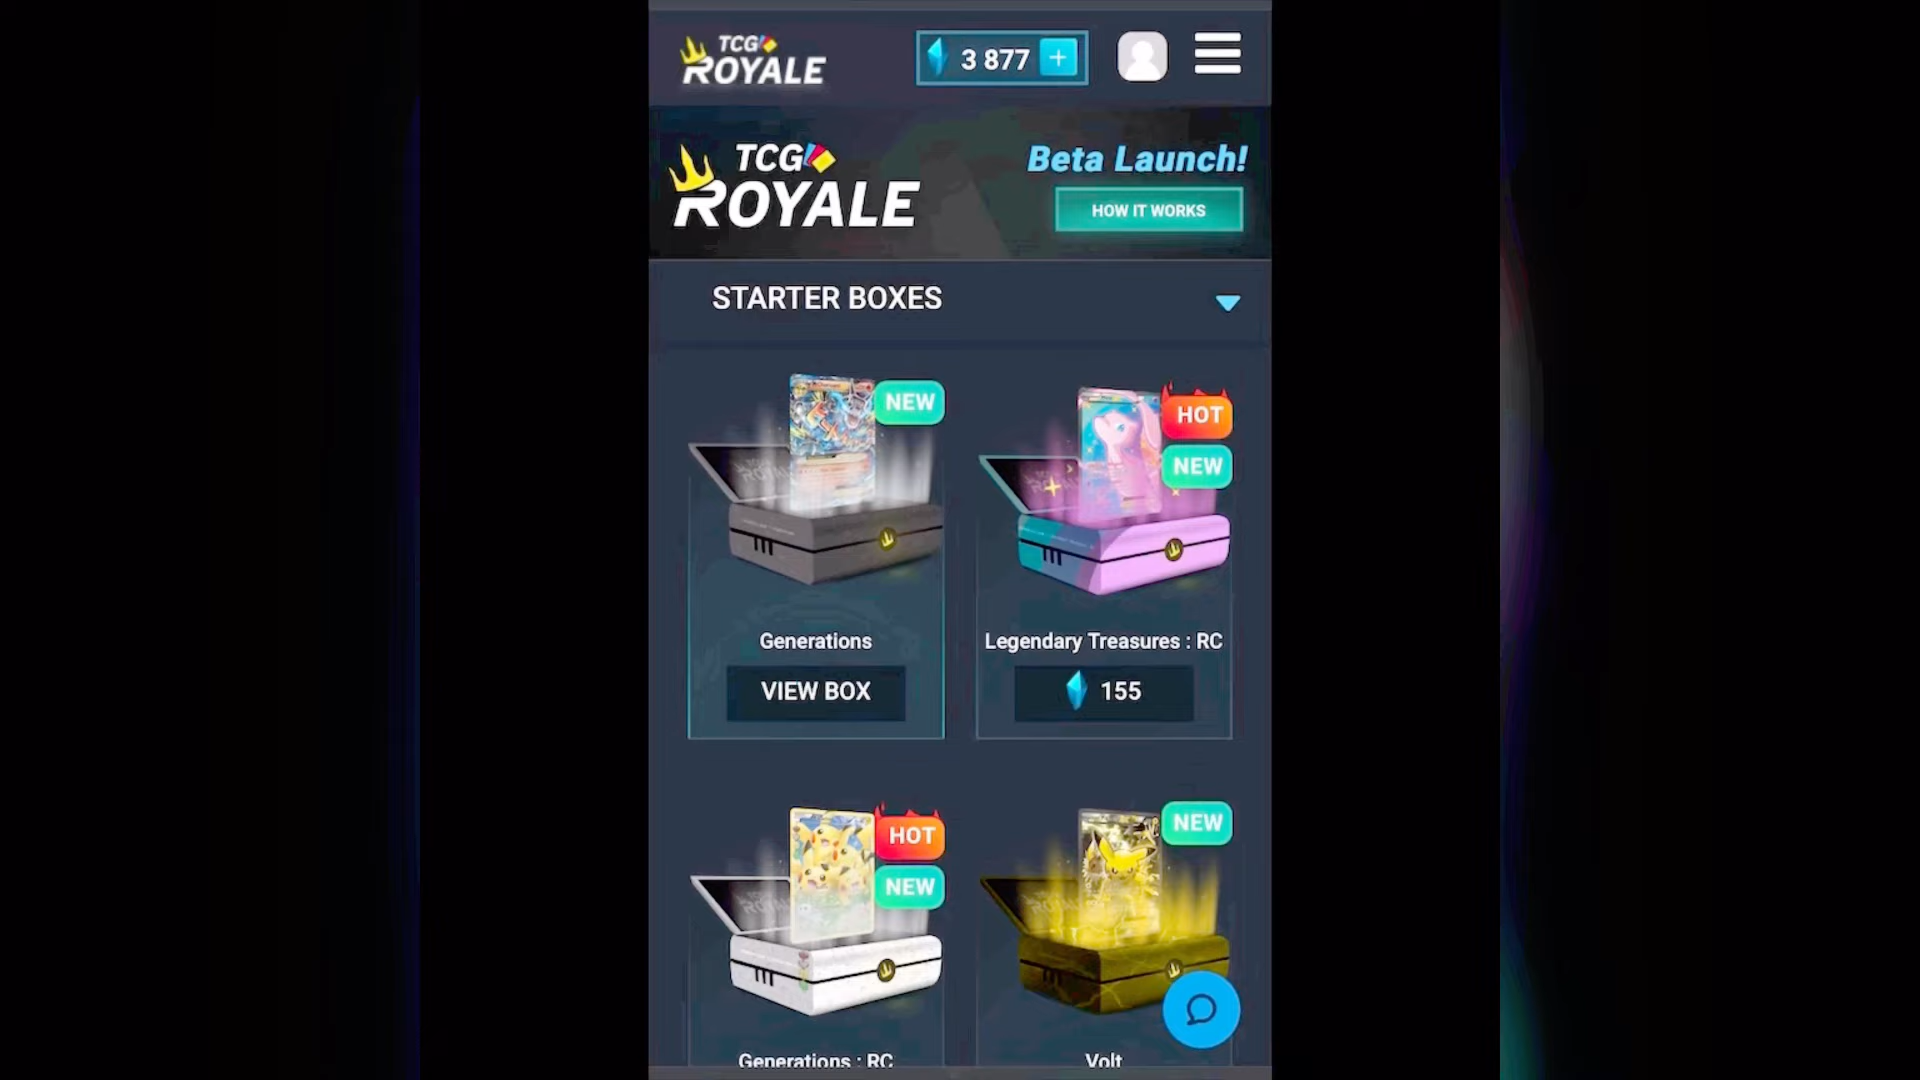 TCG
ROYALE
3 877 +
TCG
ROYALE
Beta Launch!
HOW IT WORKS
STARTER BOXES
NEW
HOT
NEW
Generations
Legendary Treasures : RC
VIEW BOX
155
HOT
NEW
NEW
Generations : RC
Volt